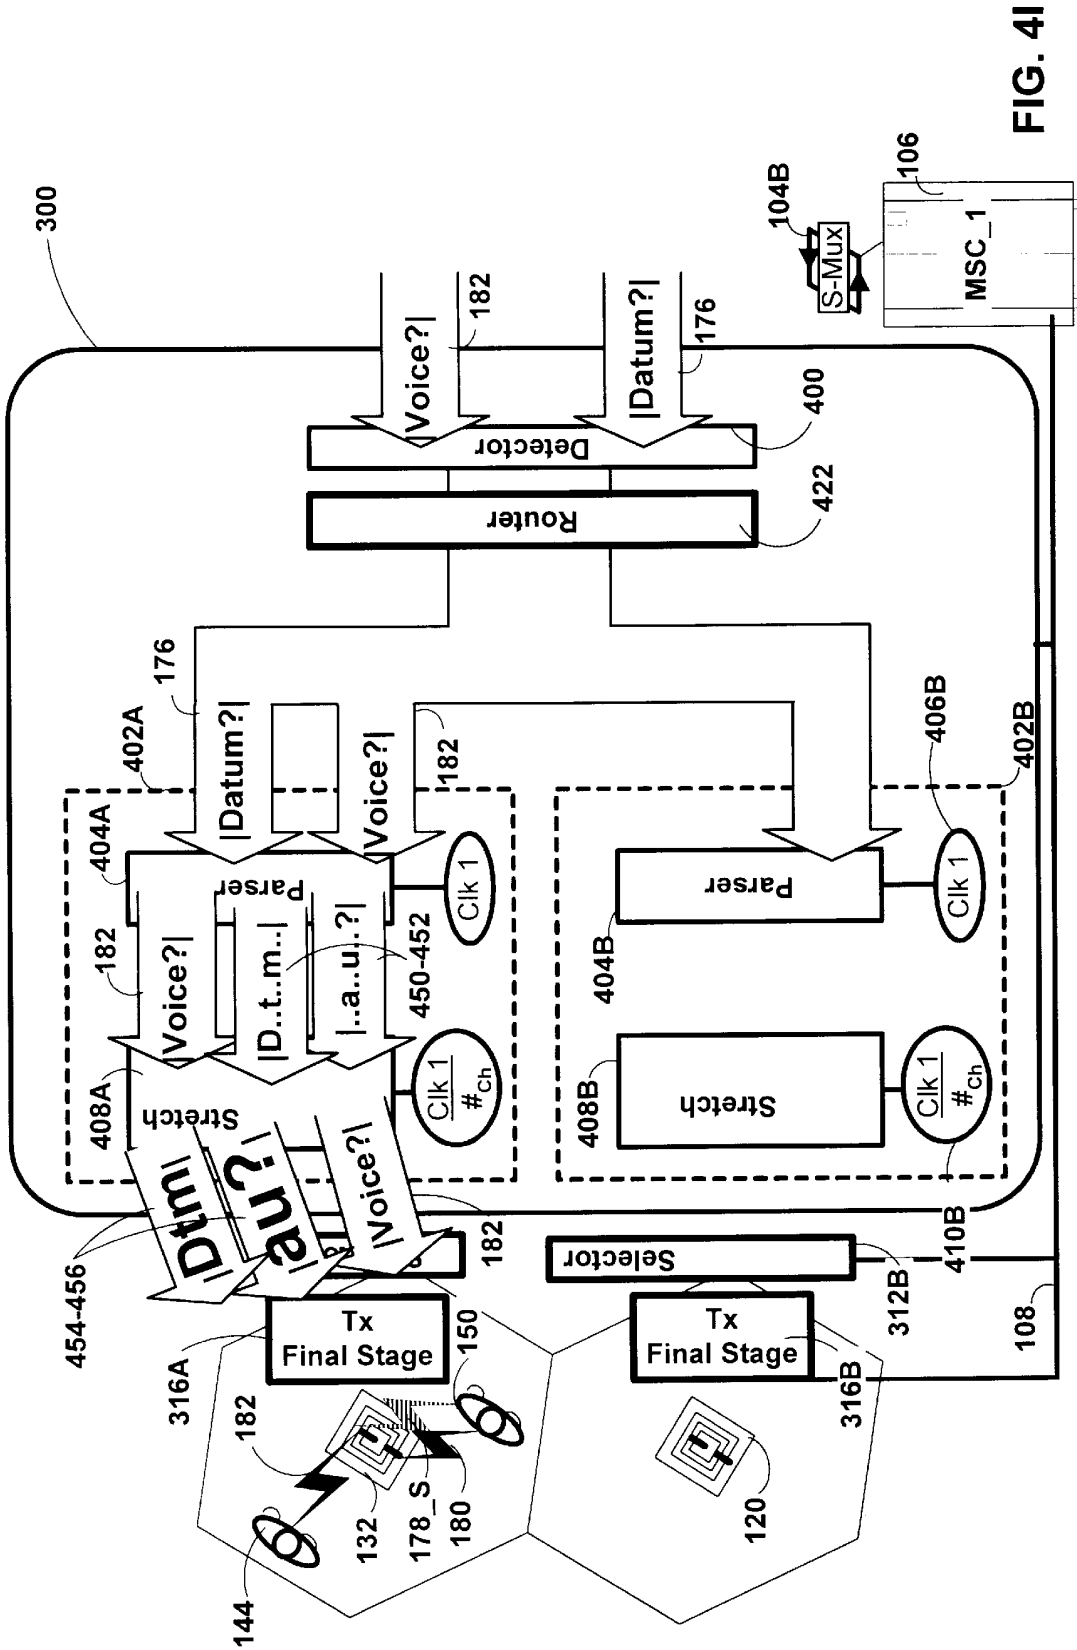 FIG. 4I
300
104B
S-Mux
106
MSC_1
|Voice?|
182
|Datum?|
176
Detector
400
Router
422
176
|Datum?|
|Voice?|
182
402A
404A
Parser
Clk 1
182
|Voice?|
|D..t..m..|
|..a..u..?|
450-452
408A
Stretch
Clk 1
#Ch
406B
402B
Parser
404B
Clk 1
408B
Stretch
Clk 1
#Ch
410B
454-456
|Dtm|
|au?|
|Voice?|
182
Selector
312B
316A
Tx
Final Stage
150
Tx
Final Stage
316B
108
182
132
178_S
180
144
120